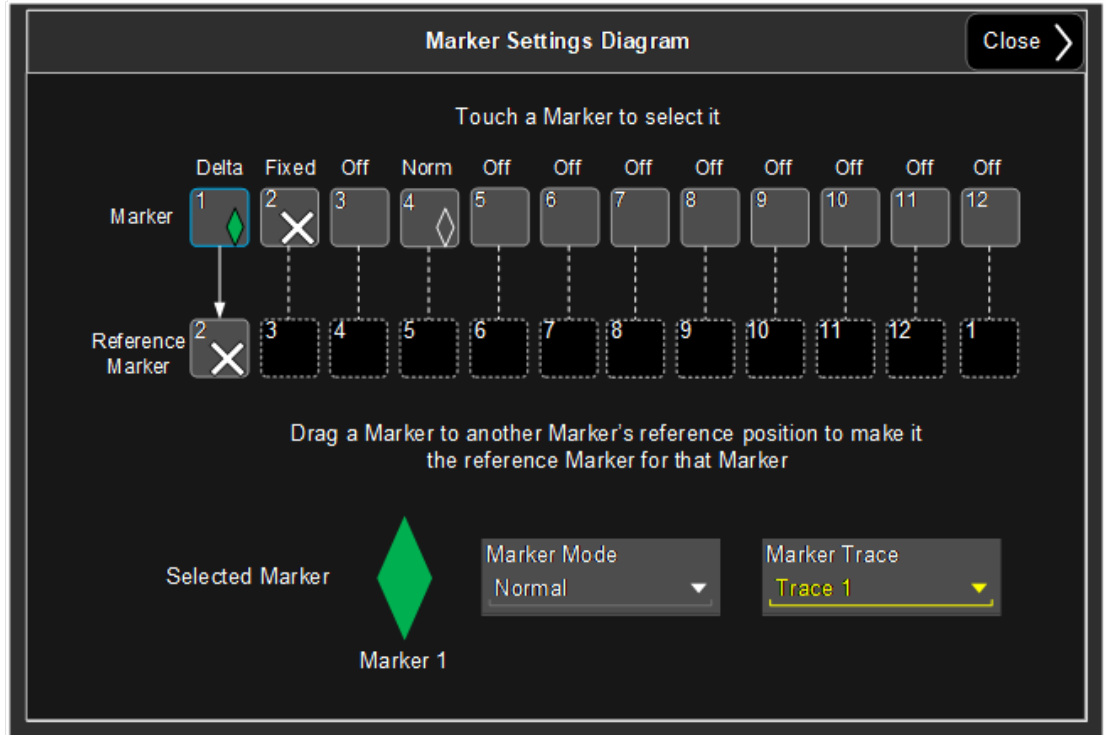 Marker Settings Diagram
Close
Touch a Marker to select it
Delta Fixed Off Norm Off Off Off Off Off Off Off Off
Marker 1 2 3 4 5 6 7 8 9 10 11 12
Reference Marker 2 3 4 5 6 7 8 9 10 11 12 1
Drag a Marker to another Marker's reference position to make it
the reference Marker for that Marker
Selected Marker
Marker 1
Marker Mode
Normal
Marker Trace
Trace 1